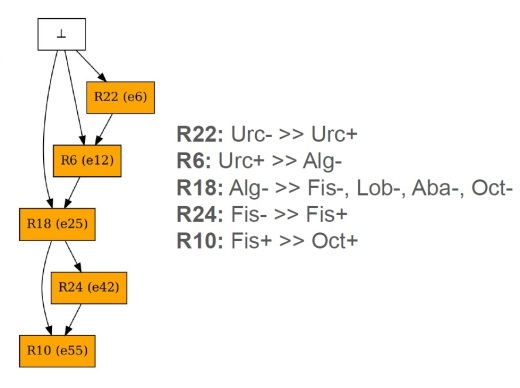 ⊥
R22 (e6)
R6 (e12)
R18 (e25)
R24 (e42)
R10 (e55)
R22: Urc- >> Urc+
R6: Urc+ >> Alg-
R18: Alg- >> Fis-, Lob-, Aba-, Oct-
R24: Fis- >> Fis+
R10: Fis+ >> Oct+